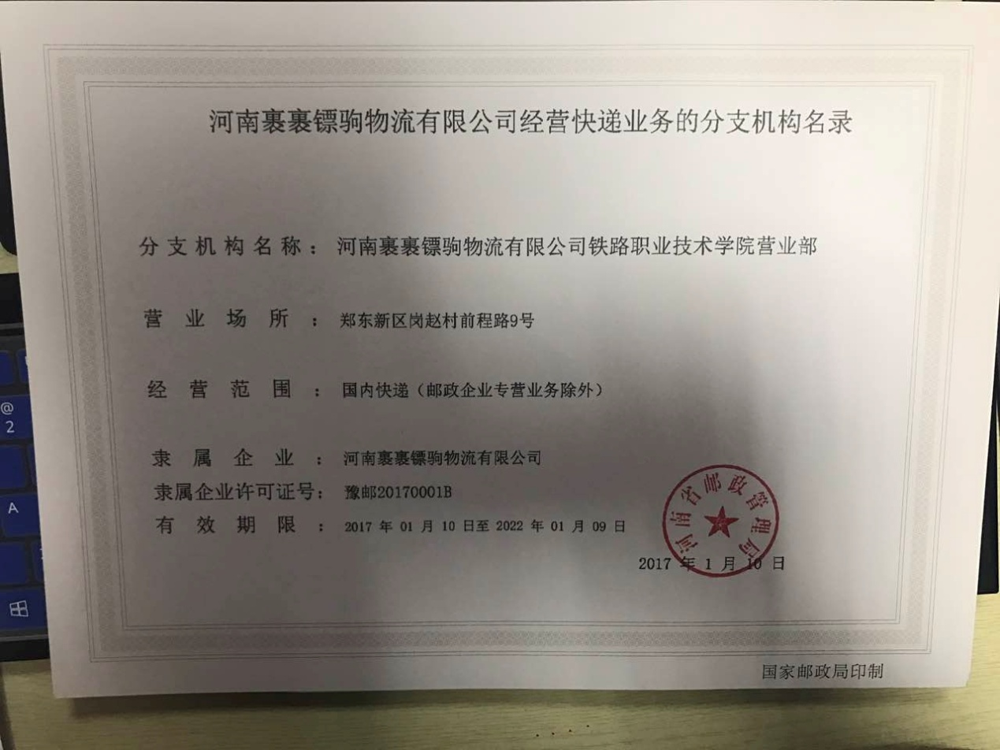 河南裹裹镖驹物流有限公司经营快递业务的分支机构名录
分支机构名称：河南裹裹镖驹物流有限公司铁路职业技术学院营业部
营业场所：郑东新区岗赵村前程路9号
经营范围：国内快递（邮政企业专营业务除外）
隶属企业：河南裹裹镖驹物流有限公司
隶属企业许可证号：豫邮20170001B
有效期限：2017 年 01 月 10 日至 2022 年 01 月 09 日
河南省邮政管理局
2017 年 1 月 10 日
国家邮政局印制
@
2
A